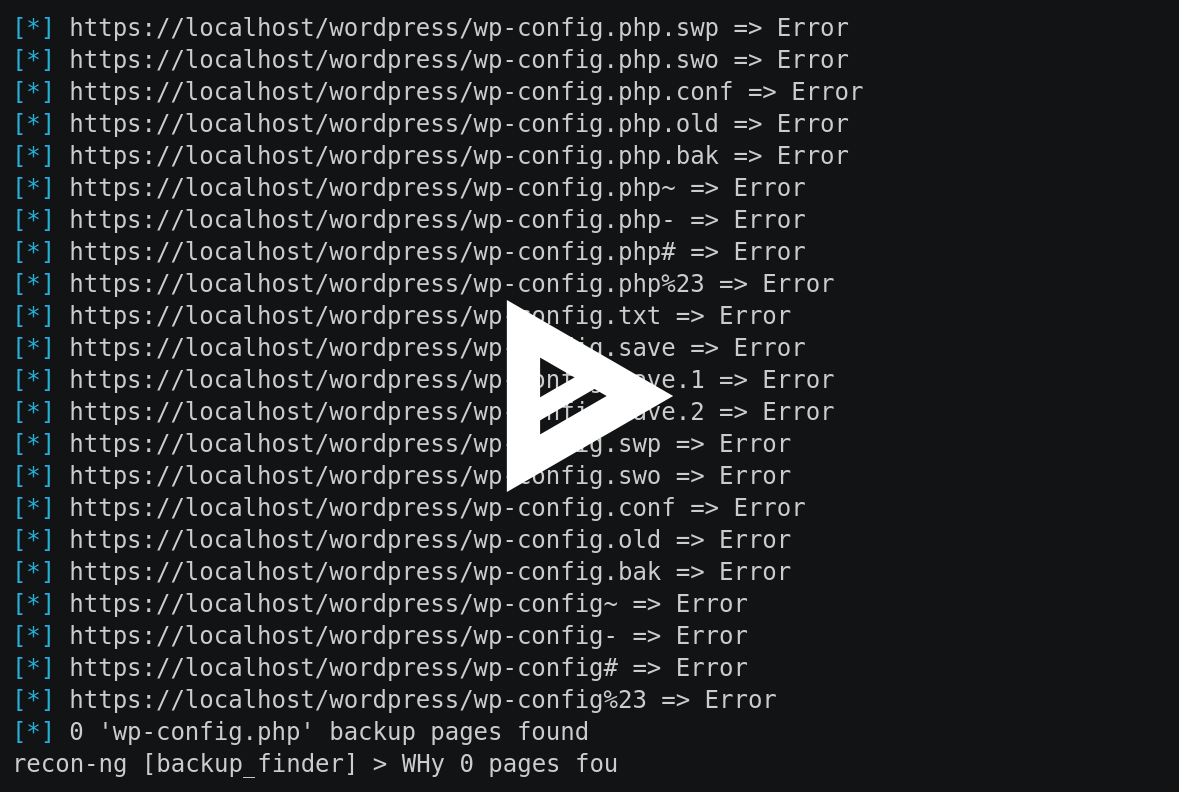 [*] https://localhost/wordpress/wp-config.php.swp => Error
[*] https://localhost/wordpress/wp-config.php.swo => Error
[*] https://localhost/wordpress/wp-config.php.conf => Error
[*] https://localhost/wordpress/wp-config.php.old => Error
[*] https://localhost/wordpress/wp-config.php.bak => Error
[*] https://localhost/wordpress/wp-config.php~ => Error
[*] https://localhost/wordpress/wp-config.php- => Error
[*] https://localhost/wordpress/wp-config.php# => Error
[*] https://localhost/wordpress/wp-config.php%23 => Error
[*] https://localhost/wordpress/wp-config.txt => Error
[*] https://localhost/wordpress/wp-config.save => Error
[*] https://localhost/wordpress/wp-config.save.1 => Error
[*] https://localhost/wordpress/wp-config.save.2 => Error
[*] https://localhost/wordpress/wp-config.swp => Error
[*] https://localhost/wordpress/wp-config.swo => Error
[*] https://localhost/wordpress/wp-config.conf => Error
[*] https://localhost/wordpress/wp-config.old => Error
[*] https://localhost/wordpress/wp-config.bak => Error
[*] https://localhost/wordpress/wp-config~ => Error
[*] https://localhost/wordpress/wp-config- => Error
[*] https://localhost/wordpress/wp-config# => Error
[*] https://localhost/wordpress/wp-config%23 => Error
[*] 0 'wp-config.php' backup pages found
recon-ng [backup_finder] > WHy 0 pages fou